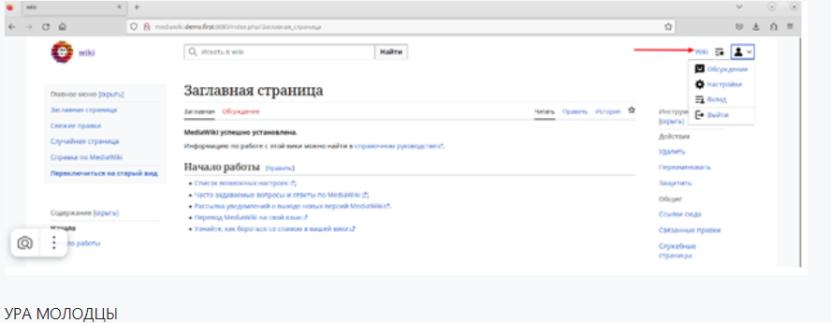 wiki
mediawiki.demo.first:8080/index.php/Заглавная_страница
wiki
Искать в wiki
Найти
Wiki
Обсуждение
Настройки
Вклад
Выйти
Главное меню [скрыть]
Заглавная страница
Свежие правки
Случайная страница
Справка по MediaWiki
Переключиться на старый вид
Содержание [скрыть]
Начало
Заглавная страница
Заглавная Обсуждение
Читать Править История
MediaWiki успешно установлена.
Информацию по работе с этой вики можно найти в справочном руководстве.
Начало работы [править]
Список возможных настроек;
Часто задаваемые вопросы и ответы по MediaWiki;
Рассылка уведомлений о выходе новых версий MediaWiki.
Перевод MediaWiki на свой язык
Узнайте, как бороться со спамом в вашей вики
[скрыть]
Действия
Удалить
Переименовать
Защитить
Общие
Ссылки сюда
Связанные правки
Служебные
страницы
УРА МОЛОДЦЫ